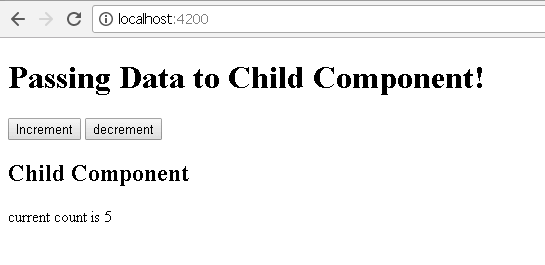 localhost:4200
Passing Data to Child Component!
Increment decrement
Child Component
current count is 5